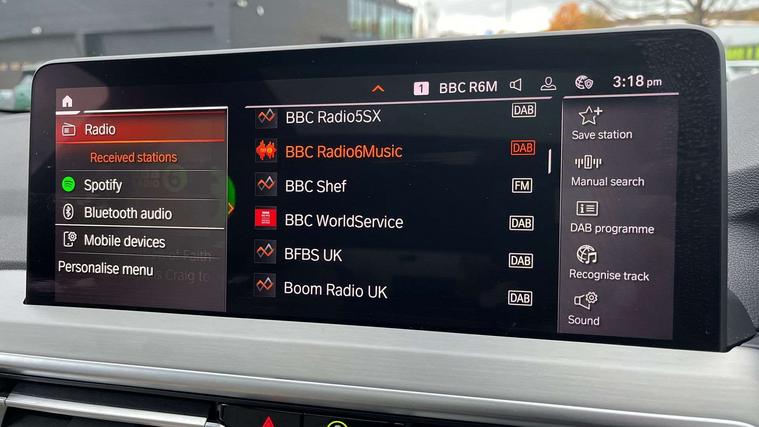 1 BBC R6M 3:18 pm
Radio
Received stations
Spotify
Bluetooth audio
Mobile devices
Personalise menu
BBC Radio5SX DAB
BBC Radio6Music DAB
BBC Shef FM
BBC WorldService DAB
BFBS UK DAB
Boom Radio UK DAB
Save station
Manual search
DAB programme
Recognise track
Sound